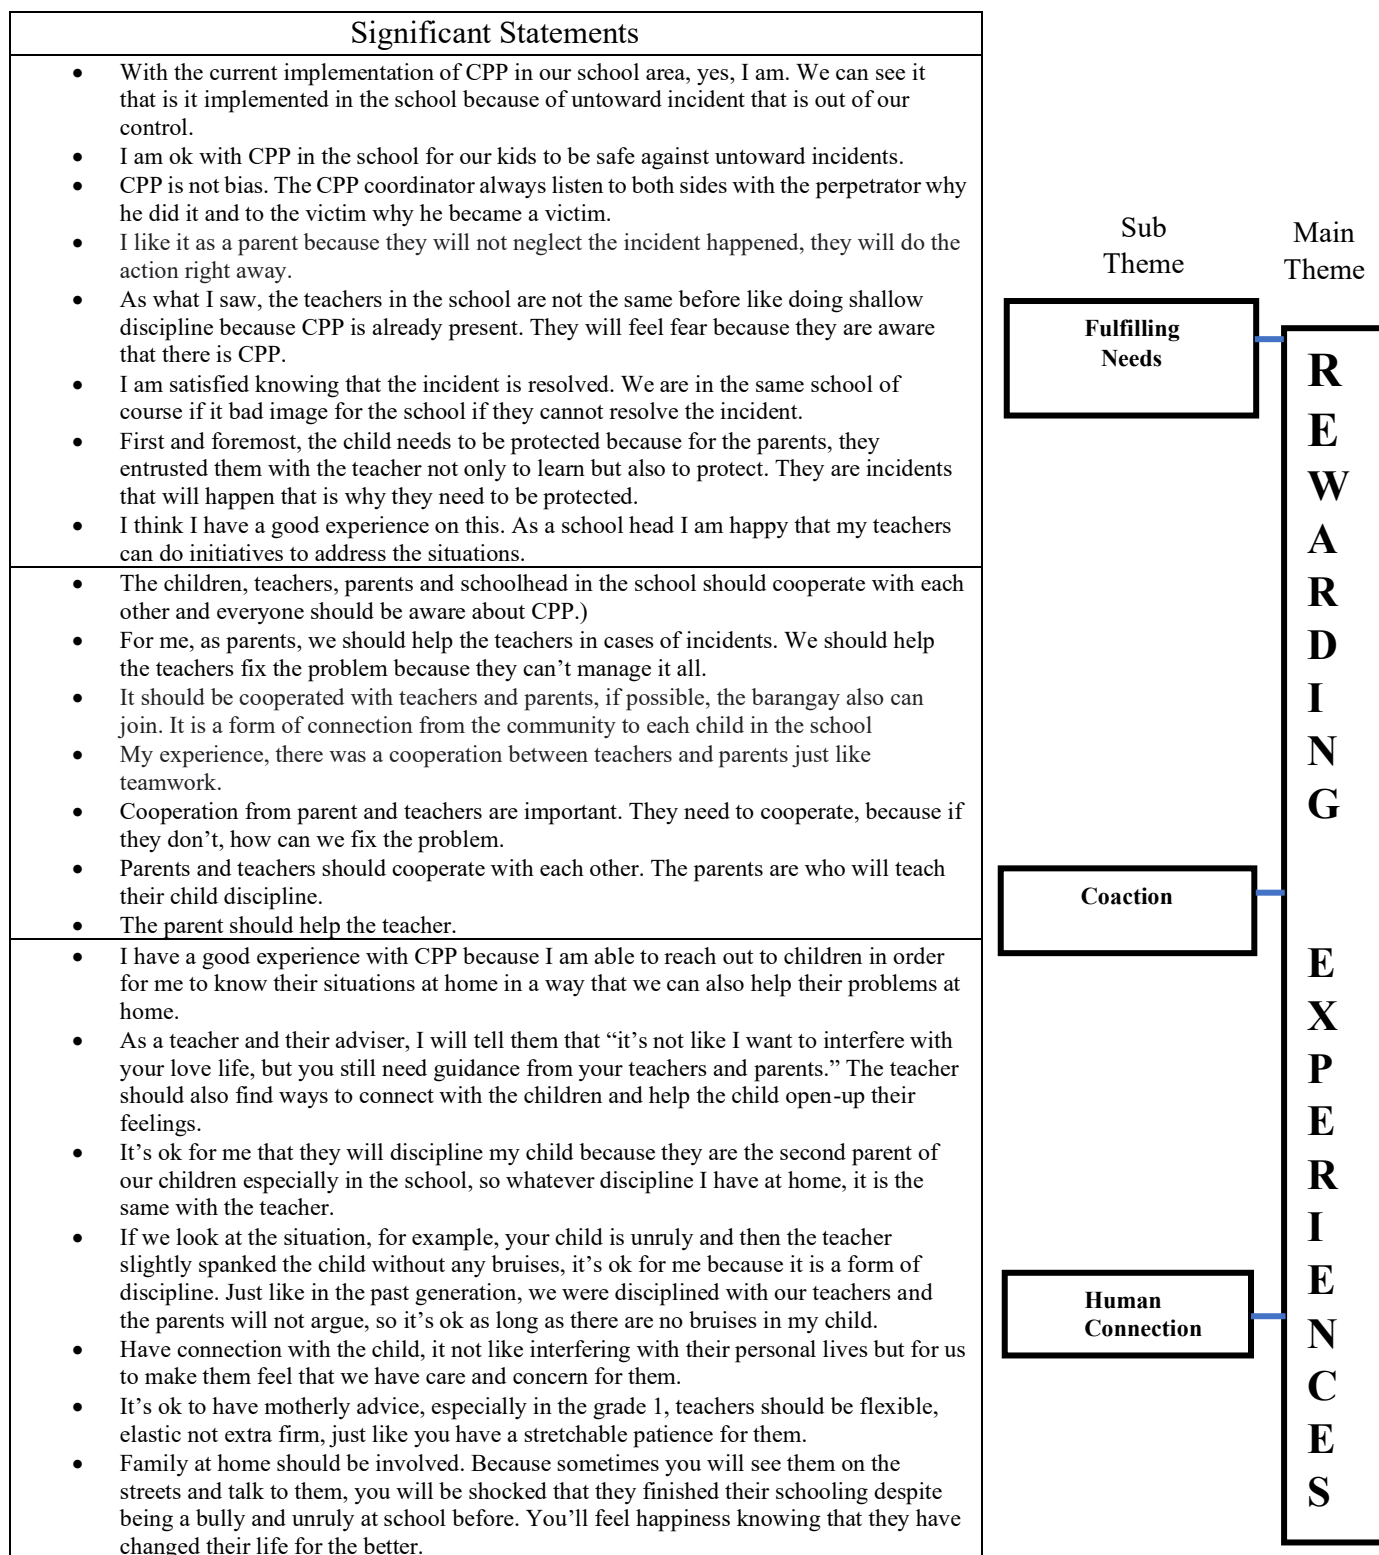 Significant Statements
• With the current implementation of CPP in our school area, yes, I am. We can see it
that is it implemented in the school because of untoward incident that is out of our
control.
• I am ok with CPP in the school for our kids to be safe against untoward incidents.
• CPP is not bias. The CPP coordinator always listen to both sides with the perpetrator why
he did it and to the victim why he became a victim.
• I like it as a parent because they will not neglect the incident happened, they will do the
action right away.
• As what I saw, the teachers in the school are not the same before like doing shallow
discipline because CPP is already present. They will feel fear because they are aware
that there is CPP.
• I am satisfied knowing that the incident is resolved. We are in the same school of
course if it bad image for the school if they cannot resolve the incident.
• First and foremost, the child needs to be protected because for the parents, they
entrusted them with the teacher not only to learn but also to protect. They are incidents
that will happen that is why they need to be protected.
• I think I have a good experience on this. As a school head I am happy that my teachers
can do initiatives to address the situations.
• The children, teachers, parents and schoolhead in the school should cooperate with each
other and everyone should be aware about CPP.)
• For me, as parents, we should help the teachers in cases of incidents. We should help
the teachers fix the problem because they can’t manage it all.
• It should be cooperated with teachers and parents, if possible, the barangay also can
join. It is a form of connection from the community to each child in the school
• My experience, there was a cooperation between teachers and parents just like
teamwork.
• Cooperation from parent and teachers are important. They need to cooperate, because if
they don’t, how can we fix the problem.
• Parents and teachers should cooperate with each other. The parents are who will teach
their child discipline.
• The parent should help the teacher.
• I have a good experience with CPP because I am able to reach out to children in order
for me to know their situations at home in a way that we can also help their problems at
home.
• As a teacher and their adviser, I will tell them that “it’s not like I want to interfere with
your love life, but you still need guidance from your teachers and parents.” The teacher
should also find ways to connect with the children and help the child open-up their
feelings.
• It’s ok for me that they will discipline my child because they are the second parent of
our children especially in the school, so whatever discipline I have at home, it is the
same with the teacher.
• If we look at the situation, for example, your child is unruly and then the teacher
slightly spanked the child without any bruises, it’s ok for me because it is a form of
discipline. Just like in the past generation, we were disciplined with our teachers and
the parents will not argue, so it’s ok as long as there are no bruises in my child.
• Have connection with the child, it not like interfering with their personal lives but for us
to make them feel that we have care and concern for them.
• It’s ok to have motherly advice, especially in the grade 1, teachers should be flexible,
elastic not extra firm, just like you have a stretchable patience for them.
• Family at home should be involved. Because sometimes you will see them on the
streets and talk to them, you will be shocked that they finished their schooling despite
being a bully and unruly at school before. You’ll feel happiness knowing that they have
changed their life for the better.
Sub
Theme
Fulfilling
Needs
Coaction
Human
Connection
Main
Theme
R
E
W
A
R
D
I
N
G
E
X
P
E
R
I
E
N
C
E
S